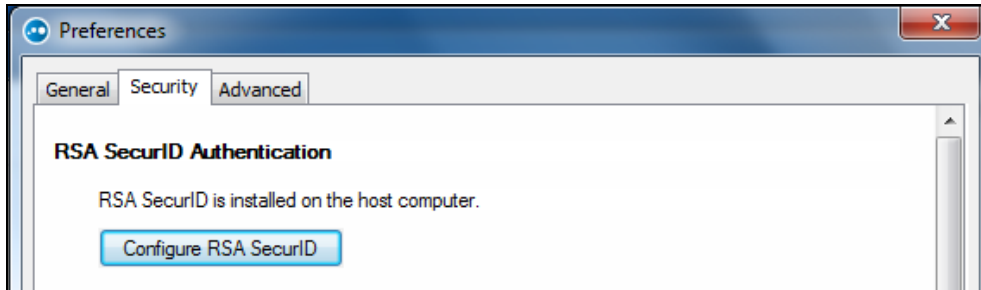 Preferences
General Security Advanced
RSA SecurID Authentication
RSA SecurID is installed on the host computer.
Configure RSA SecurID